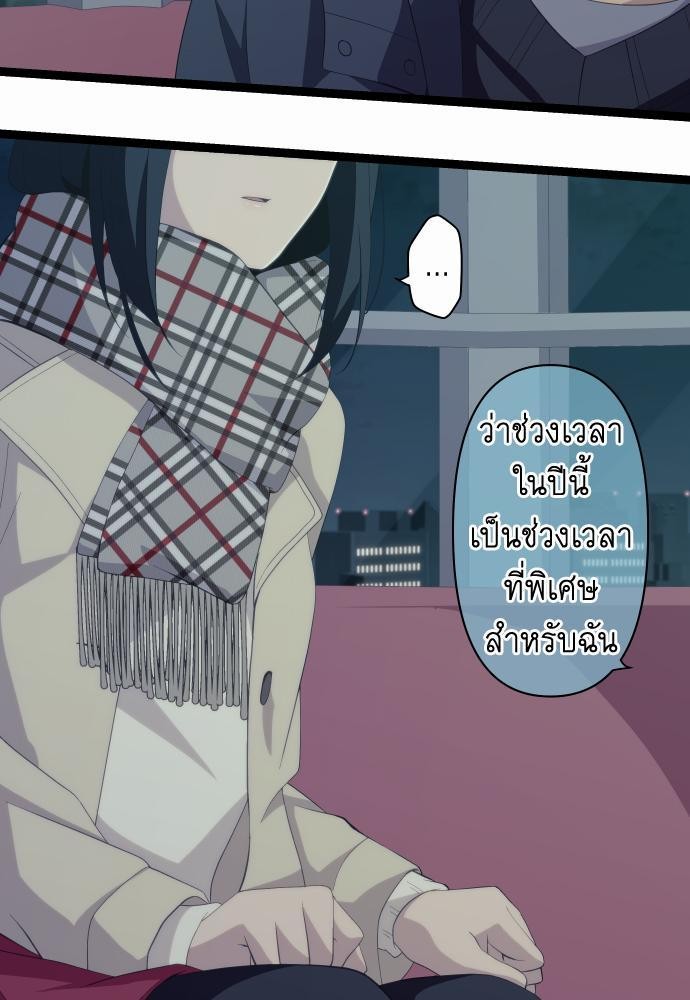 ...
ว่าช่วงเวลา
ในปีนี้
เป็นช่วงเวลา
ที่พิเศษ
สำหรับฉัน